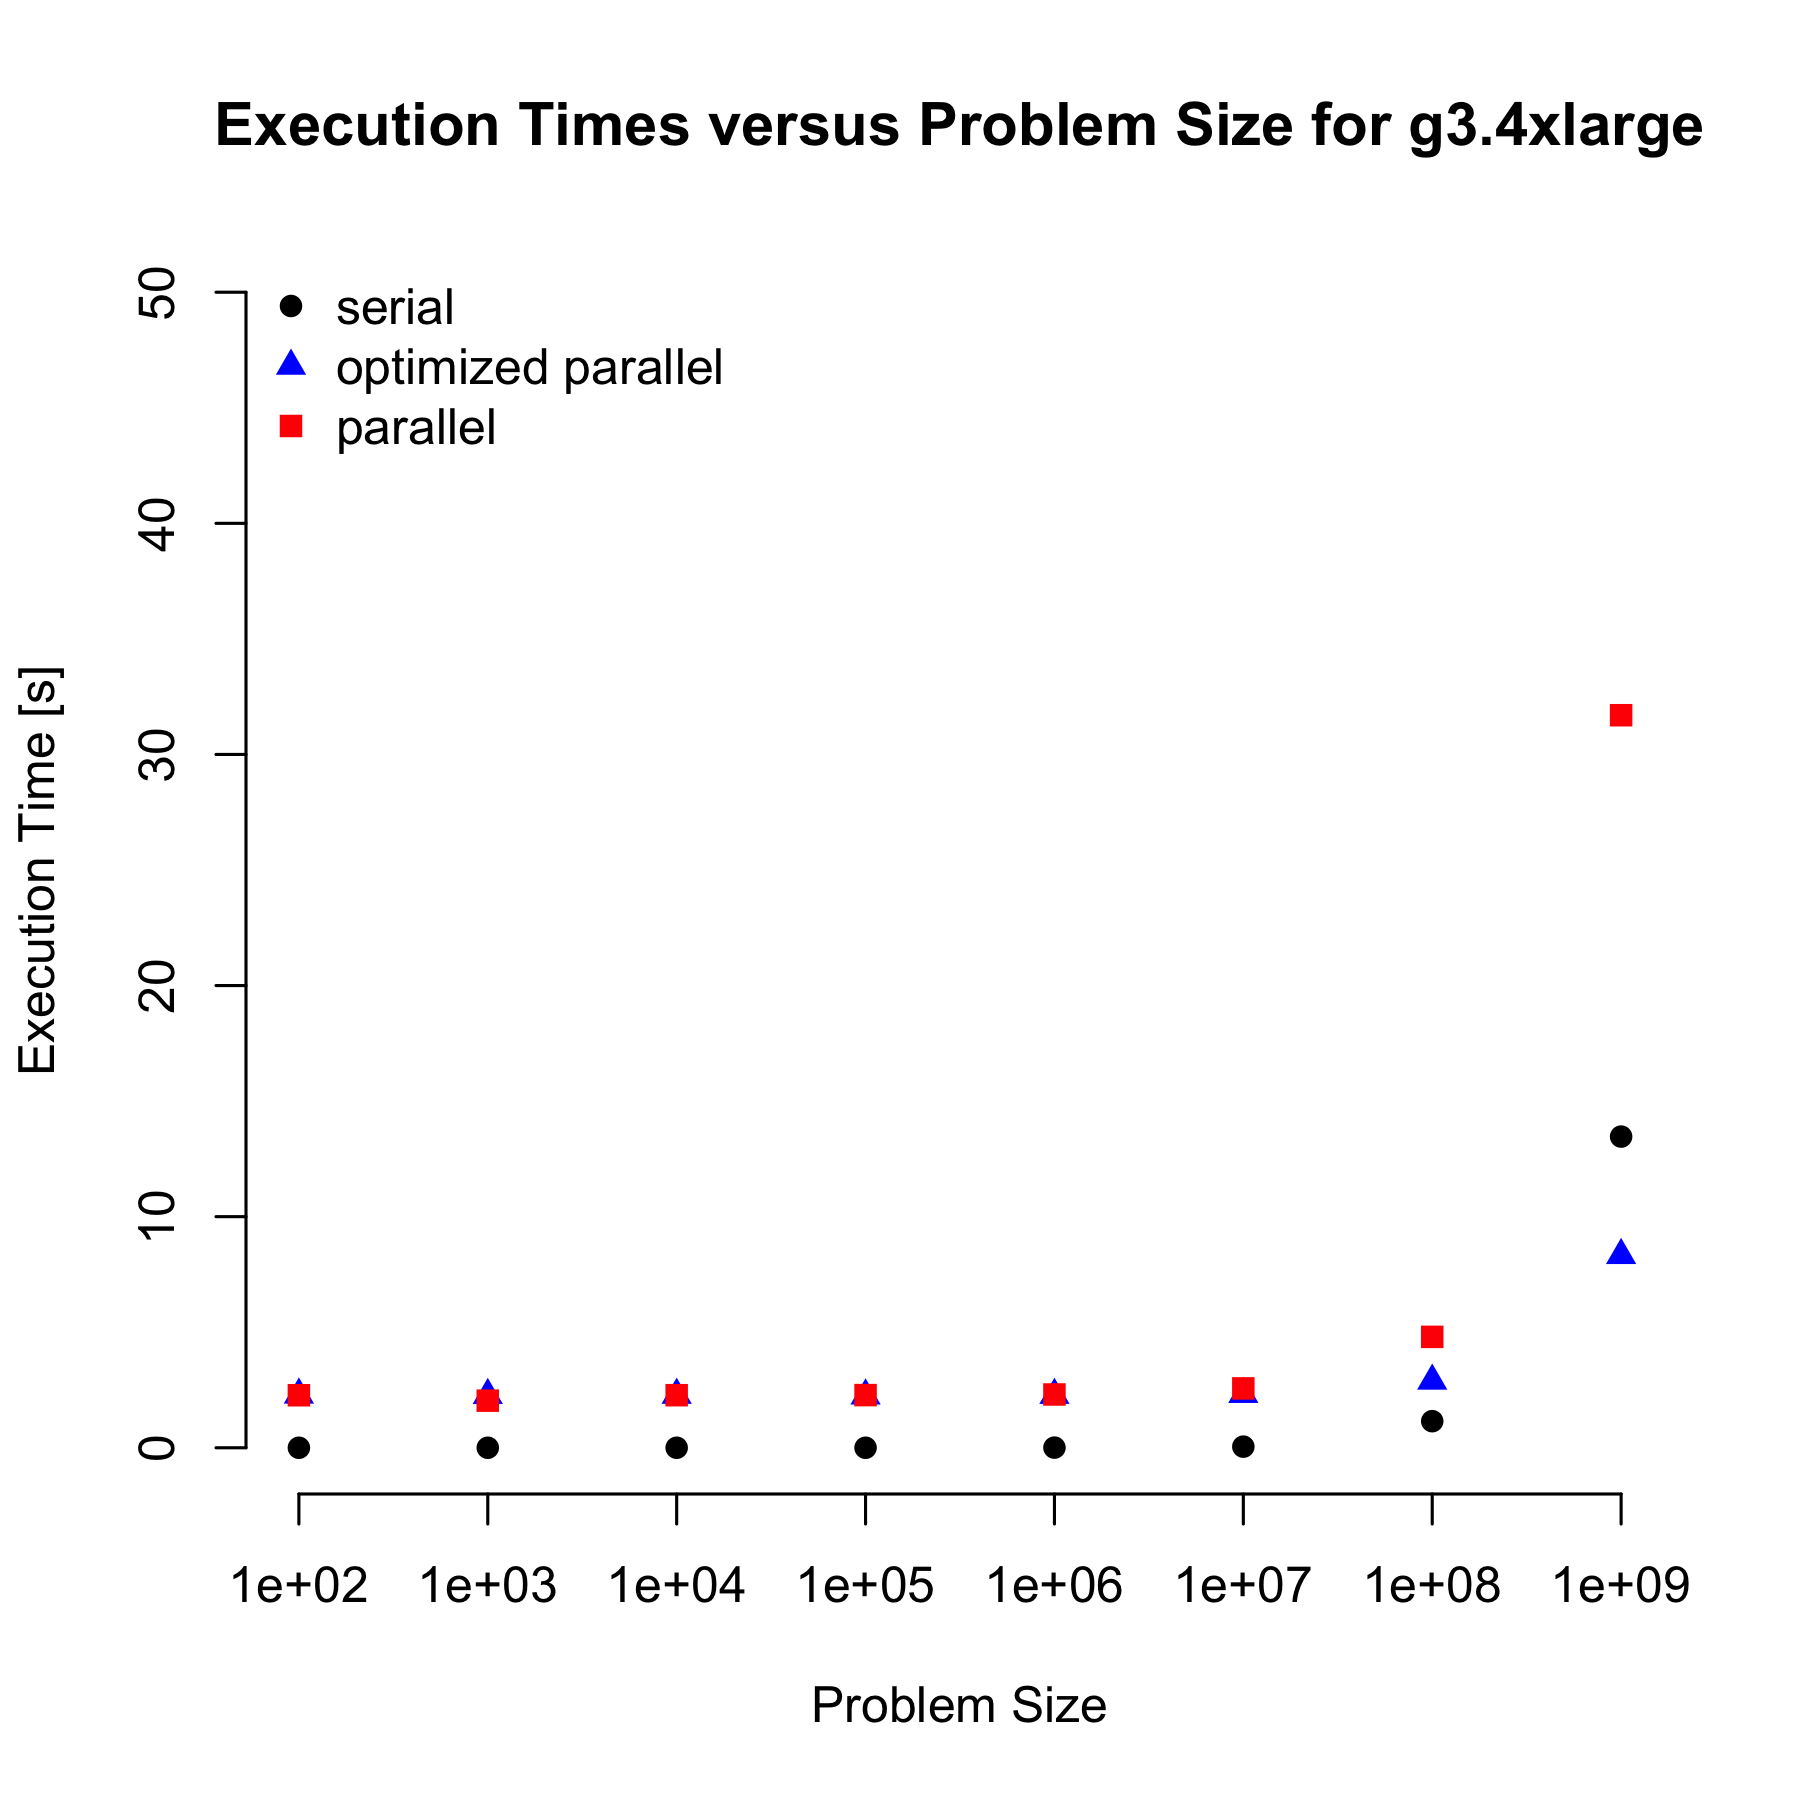 Execution Times versus Problem Size for g3.4xlarge
serial
optimized parallel
parallel
50
40
30
20
10
0
Execution Time [s]
1e+02 1e+03 1e+04 1e+05 1e+06 1e+07 1e+08 1e+09
Problem Size